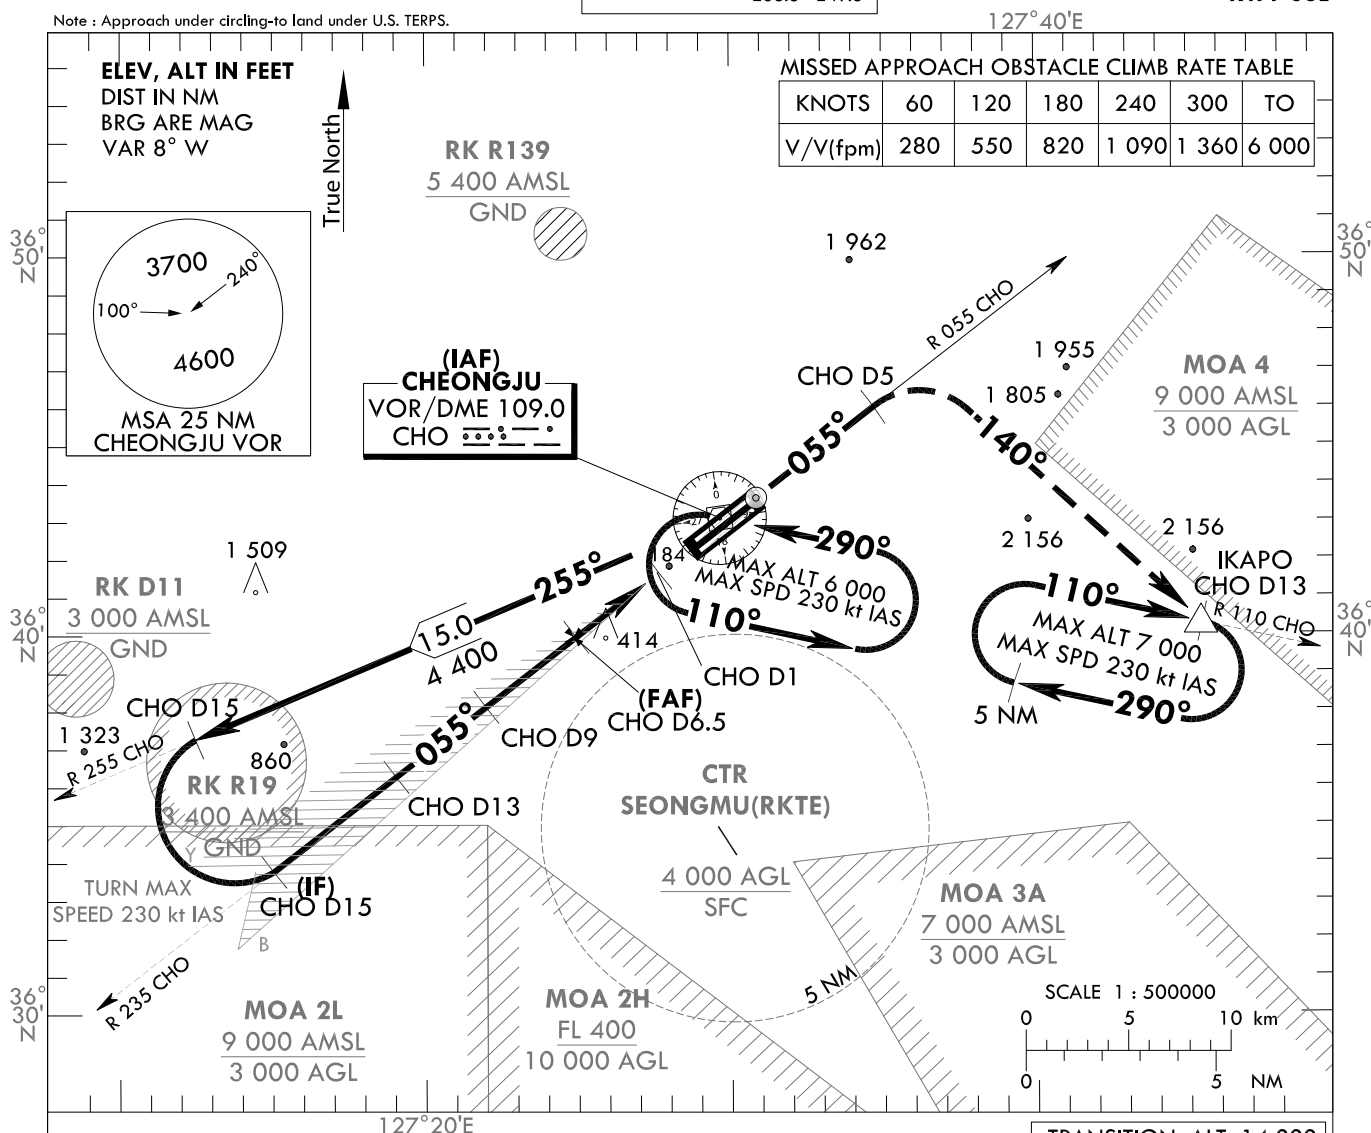 Note : Approach under circling-to land under U.S. TERPS.
127°40'E
ELEV, ALT IN FEET
DIST IN NM
BRG ARE MAG
VAR 8° W
True North
MISSED APPROACH OBSTACLE CLIMB RATE TABLE
KNOTS 60 120 180 240 300 TO
V/V(fpm) 280 550 820 1 090 1 360 6 000
RK R139
5 400 AMSL
GND
36°
50'
N
36°
50'
N
3700
240°
100°
4600
MSA 25 NM
CHEONGJU VOR
1 962
R 055 CHO
1 955
1 805
MOA 4
9 000 AMSL
3 000 AGL
(IAF)
CHEONGJU
VOR/DME 109.0
CHO
CHO D5
055°
140°
0
18
1 509
184
290°
MAX ALT 6 000
MAX SPD 230 kt IAS
110°
2 156
2 156
IKAPO
CHO D13
R 110 CHO
RK D11
3 000 AMSL
GND
36°
40'
N
36°
40'
N
255°
15.0
4 400
414
CHO D1
(FAF)
CHO D6.5
110°
MAX ALT 7 000
MAX SPD 230 kt IAS
290°
5 NM
CHO D15
1 323
R 255 CHO
860
055°
CHO D9
CHO D13
RK R19
3 400 AMSL
GND
Y
CTR
SEONGMU(RKTE)
4 000 AGL
SFC
TURN MAX
SPEED 230 kt IAS
(IF)
CHO D15
B
R 235 CHO
MOA 3A
7 000 AMSL
3 000 AGL
5 NM
36°
30'
N
MOA 2L
9 000 AMSL
3 000 AGL
MOA 2H
FL 400
10 000 AGL
SCALE 1 : 500000
0 5 10 km
0 5 NM
127°20'E